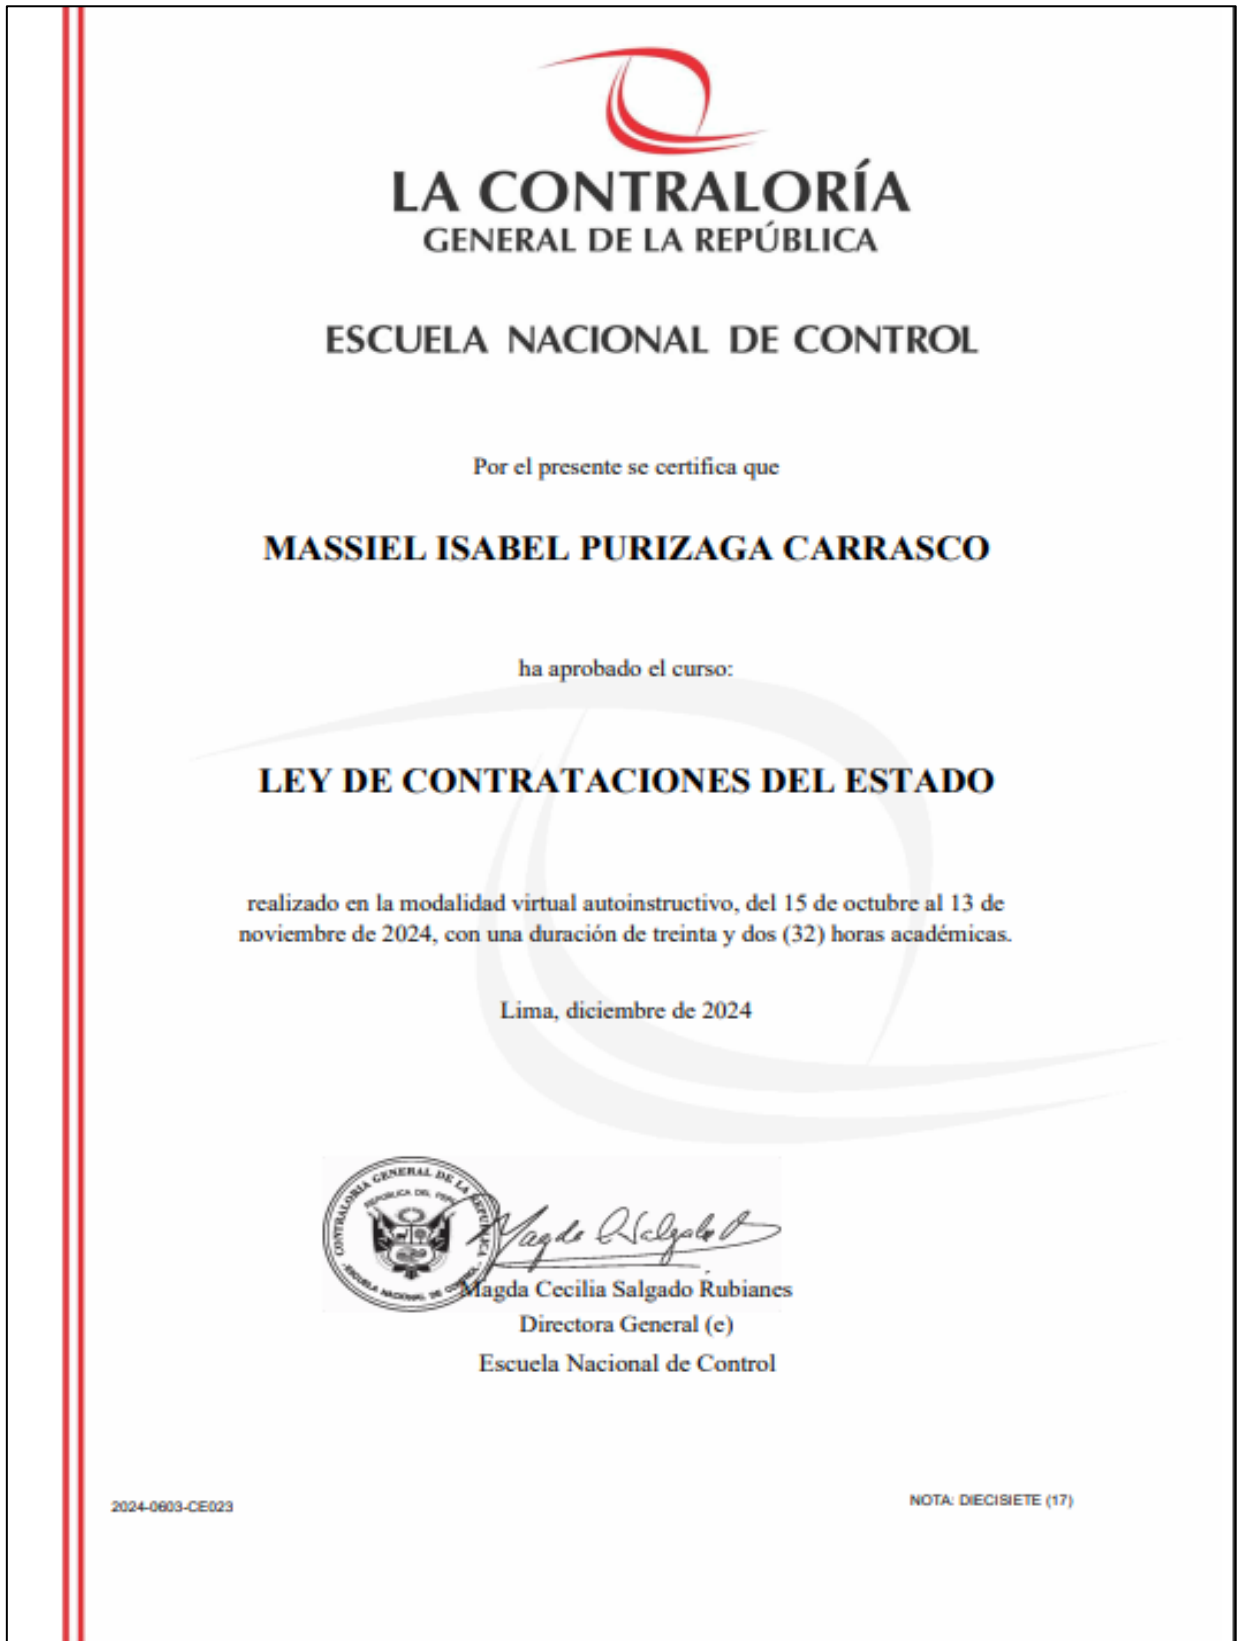 LA CONTRALORÍA
GENERAL DE LA REPÚBLICA
ESCUELA NACIONAL DE CONTROL
Por el presente se certifica que
MASSIEL ISABEL PURIZAGA CARRASCO
ha aprobado el curso:
LEY DE CONTRATACIONES DEL ESTADO
realizado en la modalidad virtual autoinstructivo, del 15 de octubre al 13 de
noviembre de 2024, con una duración de treinta y dos (32) horas académicas.
Lima, diciembre de 2024
CONTRALORIA GENERAL DE LA REPUBLICA
REPUBLICA DEL PERU
ESCUELA NACIONAL DE CONTROL
Magda Cecilia Salgado Rubianes
Directora General (e)
Escuela Nacional de Control
2024-0603-CE023
NOTA: DIECISIETE (17)